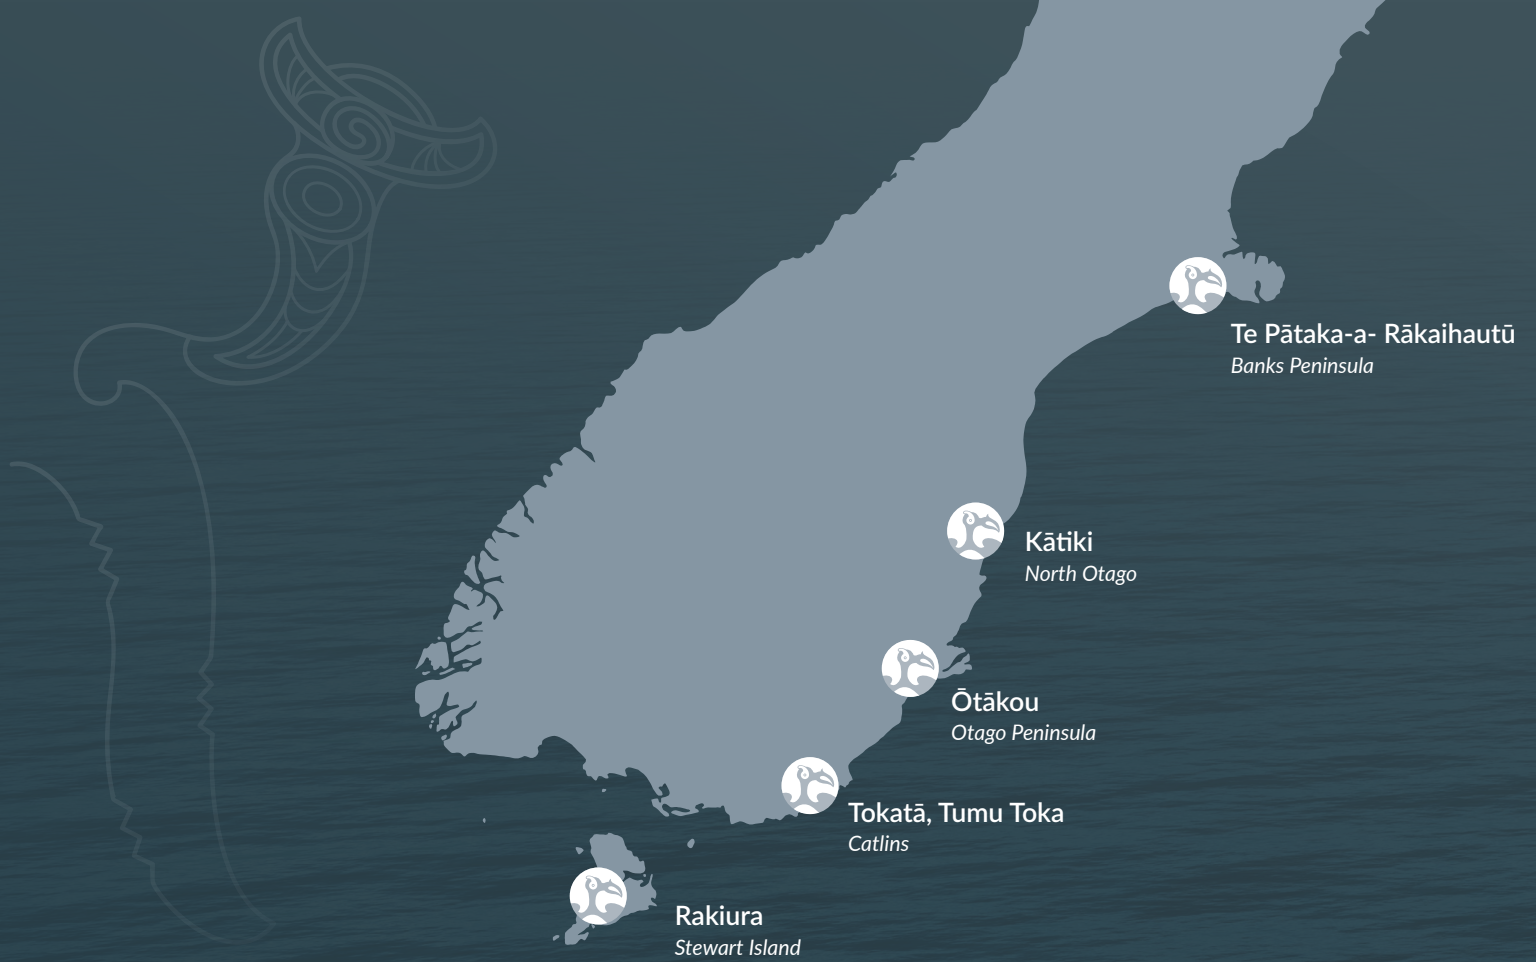 Te Pātaka-a- Rākaihautū
Banks Peninsula
Kātiki
North Otago
Ōtākou
Otago Peninsula
Tokatā, Tumu Toka
Catlins
Rakiura
Stewart Island